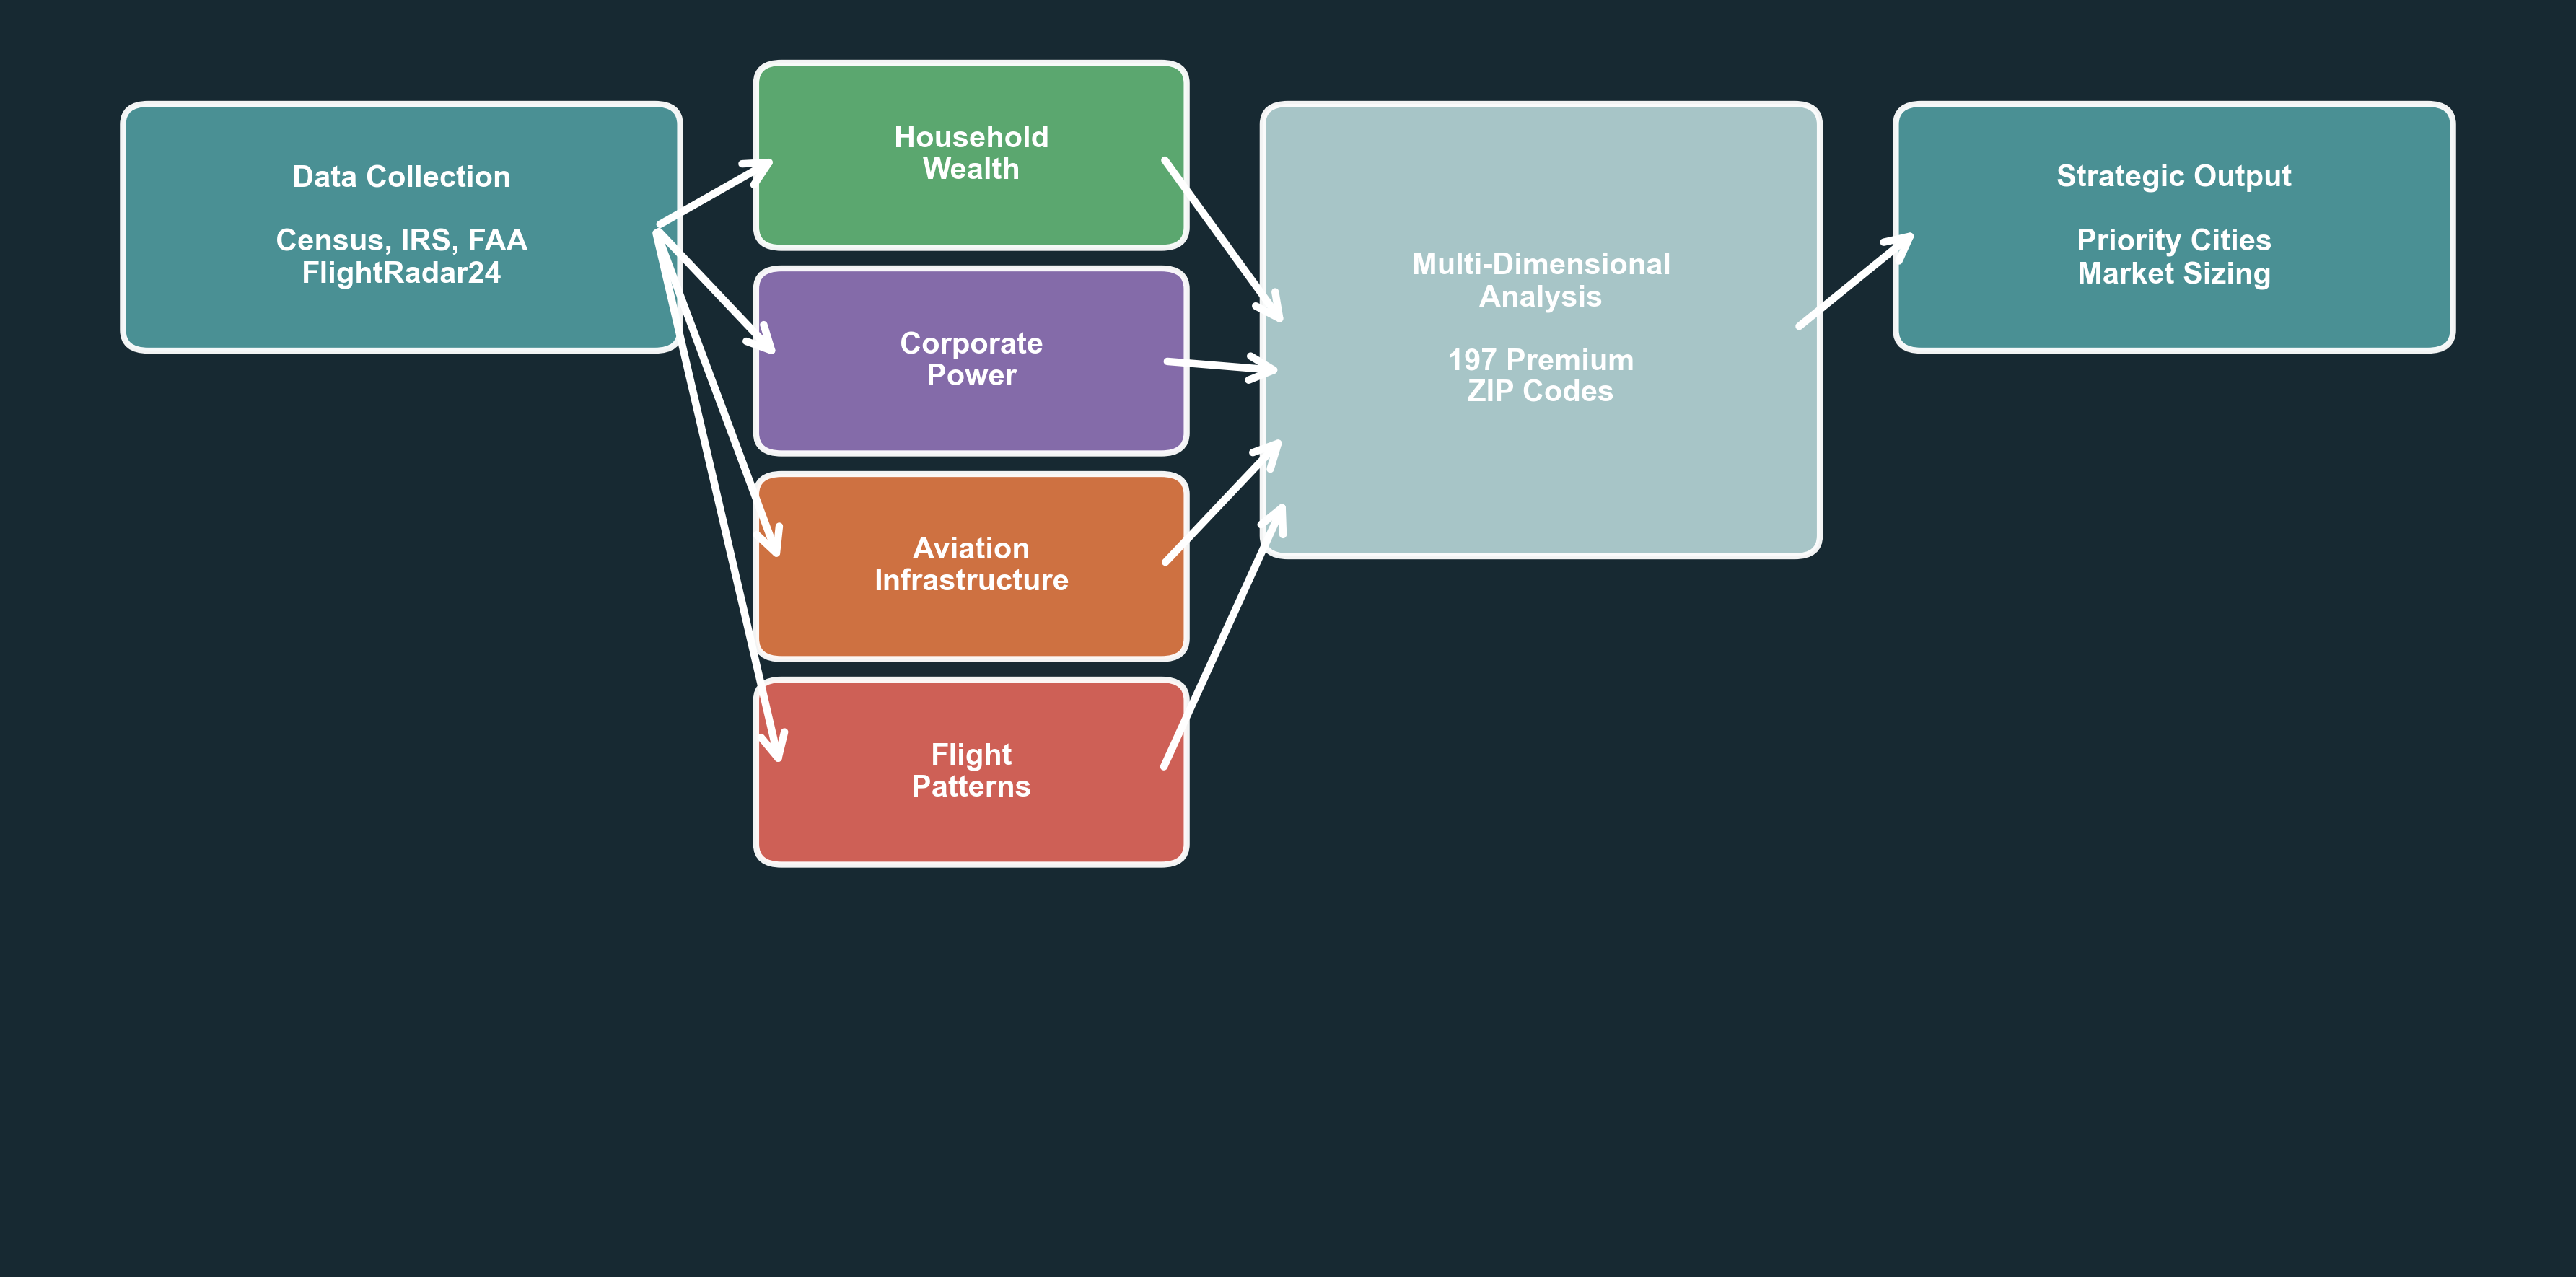 Data Collection
Census, IRS, FAA
FlightRadar24
Household
Wealth
Corporate
Power
Aviation
Infrastructure
Flight
Patterns
Multi-Dimensional
Analysis
197 Premium
ZIP Codes
Strategic Output
Priority Cities
Market Sizing